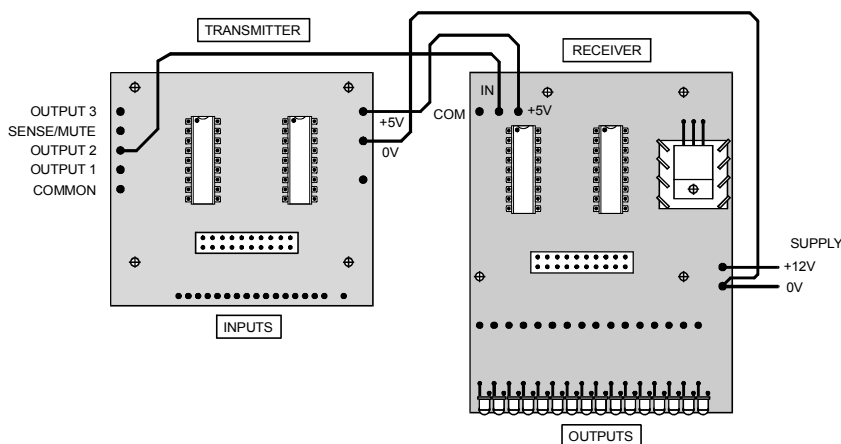 TRANSMITTER
RECEIVER
OUTPUT 3
SENSE/MUTE
OUTPUT 2
OUTPUT 1
COMMON
+5V
0V
IN
COM
+5V
SUPPLY
+12V
0V
INPUTS
OUTPUTS